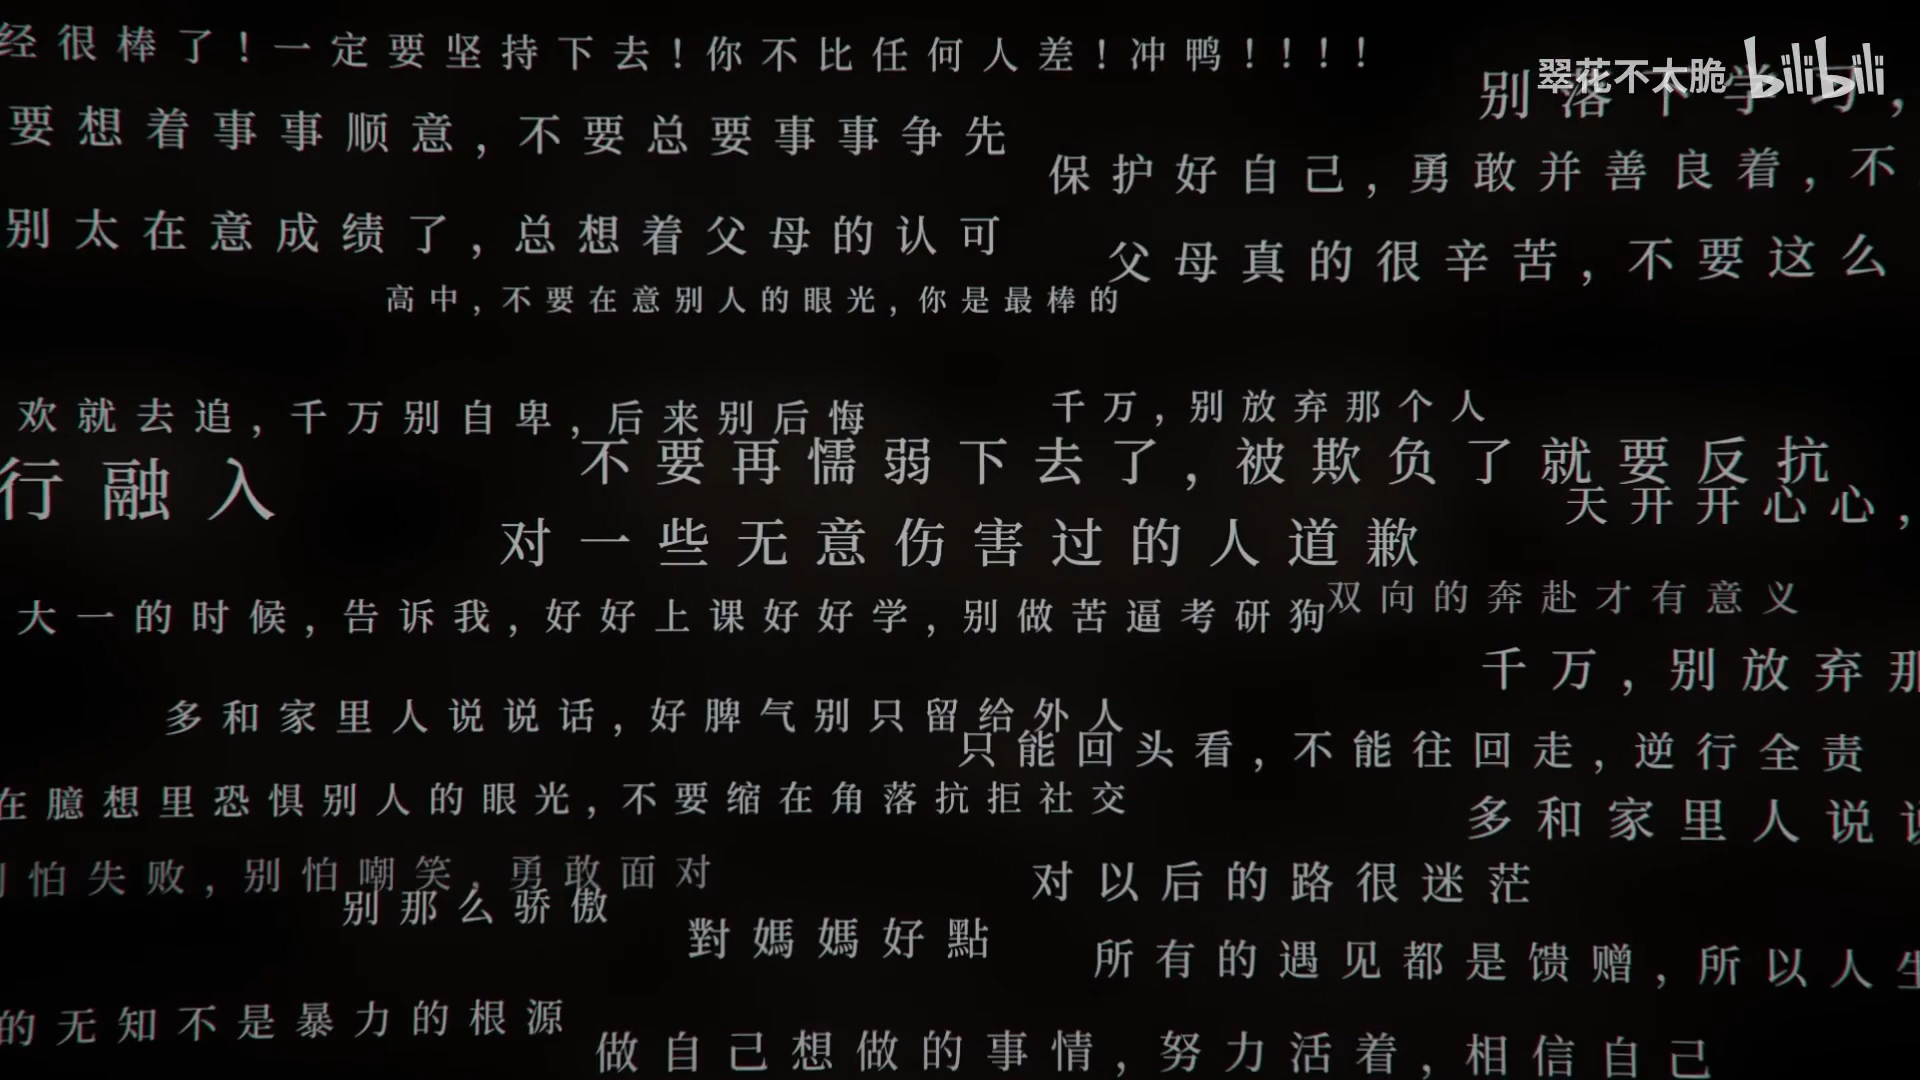 经很棒了！一定要坚持下去！你不比任何人差！冲鸭！！！！
翠花不太脆 bilibili
别落下学习，
要想着事事顺意，不要总要事事争先
保护好自己，勇敢并善良着，不
别太在意成绩了，总想着父母的认可
父母真的很辛苦，不要这么
高中，不要在意别人的眼光，你是最棒的
欢就去追，千万别自卑，后来别后悔
千万，别放弃那个人
行融入
不要再懦弱下去了，被欺负了就要反抗
天开开心心，
对一些无意伤害过的人道歉
双向的奔赴才有意义
大一的时候，告诉我，好好上课好好学，别做苦逼考研狗
千万，别放弃那
多和家里人说说话，好脾气别只留给外人
只能回头看，不能往回走，逆行全责
在臆想里恐惧别人的眼光，不要缩在角落抗拒社交
多和家里人说说
别怕失败，别怕嘲笑，勇敢面对
对以后的路很迷茫
别那么骄傲
對媽媽好點
所有的遇见都是馈赠，所以人生
的无知不是暴力的根源
做自己想做的事情，努力活着，相信自己